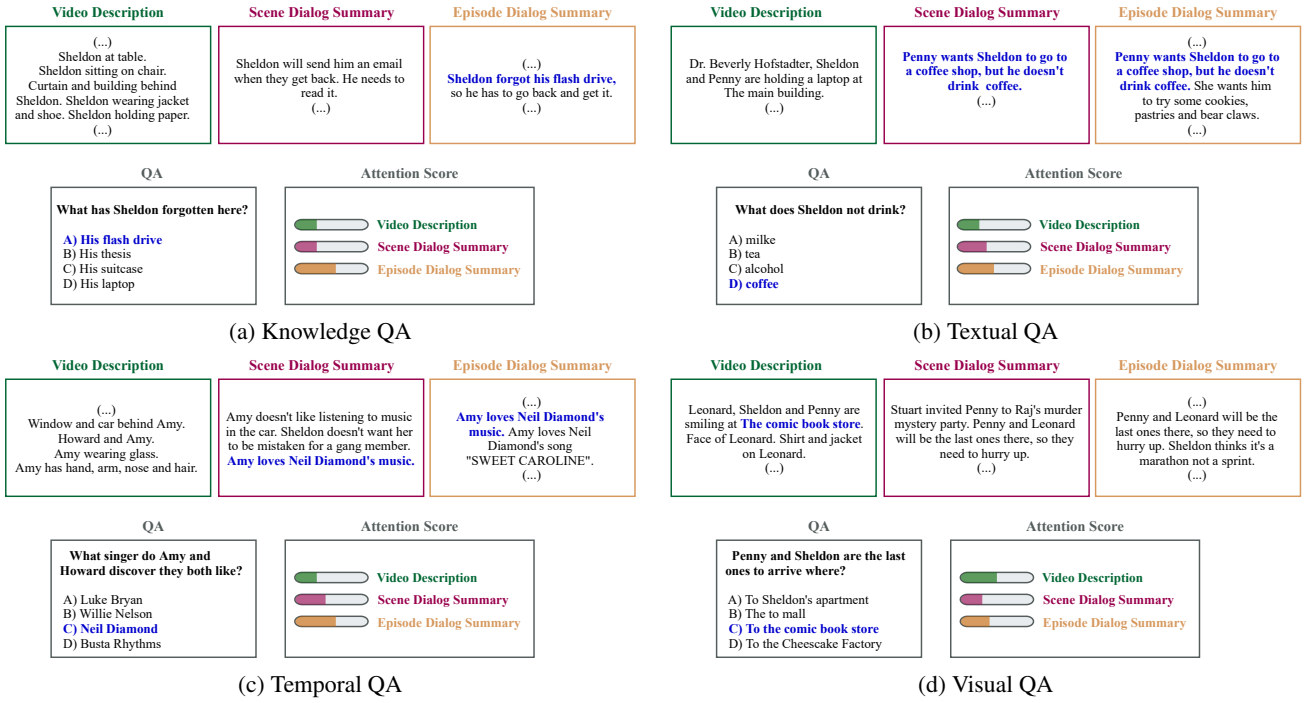 Video Description
(...)
Sheldon at table.
Sheldon sitting on chair.
Curtain and building behind
Sheldon. Sheldon wearing jacket
and shoe. Sheldon holding paper.
(...)
Scene Dialog Summary
Sheldon will send him an email
when they get back. He needs to
read it.
(...)
Episode Dialog Summary
(...)
Sheldon forgot his flash drive,
so he has to go back and get it.
(...)
QA
What has Sheldon forgotten here?
A) His flash drive
B) His thesis
C) His suitcase
D) His laptop
Attention Score
Video Description
Scene Dialog Summary
Episode Dialog Summary
(a) Knowledge QA
Video Description
Dr. Beverly Hofstadter, Sheldon
and Penny are holding a laptop at
The main building.
(...)
Scene Dialog Summary
Penny wants Sheldon to go to
a coffee shop, but he doesn't
drink coffee.
(...)
Episode Dialog Summary
(...)
Penny wants Sheldon to go to
a coffee shop, but he doesn't
drink coffee. She wants him
to try some cookies,
pastries and bear claws.
(...)
QA
What does Sheldon not drink?
A) milke
B) tea
C) alcohol
D) coffee
Attention Score
Video Description
Scene Dialog Summary
Episode Dialog Summary
(b) Textual QA
Video Description
(...)
Window and car behind Amy.
Howard and Amy.
Amy wearing glass.
Amy has hand, arm, nose and hair.
Scene Dialog Summary
Amy doesn't like listening to music
in the car. Sheldon doesn't want her
to be mistaken for a gang member.
Amy loves Neil Diamond's music.
Episode Dialog Summary
(...)
Amy loves Neil Diamond's
music. Amy loves Neil
Diamond's song
"SWEET CAROLINE".
(...)
QA
What singer do Amy and
Howard discover they both like?
A) Luke Bryan
B) Willie Nelson
C) Neil Diamond
D) Busta Rhythms
Attention Score
Video Description
Scene Dialog Summary
Episode Dialog Summary
(c) Temporal QA
Video Description
Leonard, Sheldon and Penny are
smiling at The comic book store.
Face of Leonard. Shirt and jacket
on Leonard.
(...)
Scene Dialog Summary
Stuart invited Penny to Raj's murder
mystery party. Penny and Leonard
will be the last ones there, so they
need to hurry up.
(...)
Episode Dialog Summary
(...)
Penny and Leonard will be the
last ones there, so they need to
hurry up. Sheldon thinks it's a
marathon not a sprint.
(...)
QA
Penny and Sheldon are the last
ones to arrive where?
A) To Sheldon's apartment
B) The to mall
C) To the comic book store
D) To the Cheescake Factory
Attention Score
Video Description
Scene Dialog Summary
Episode Dialog Summary
(d) Visual QA